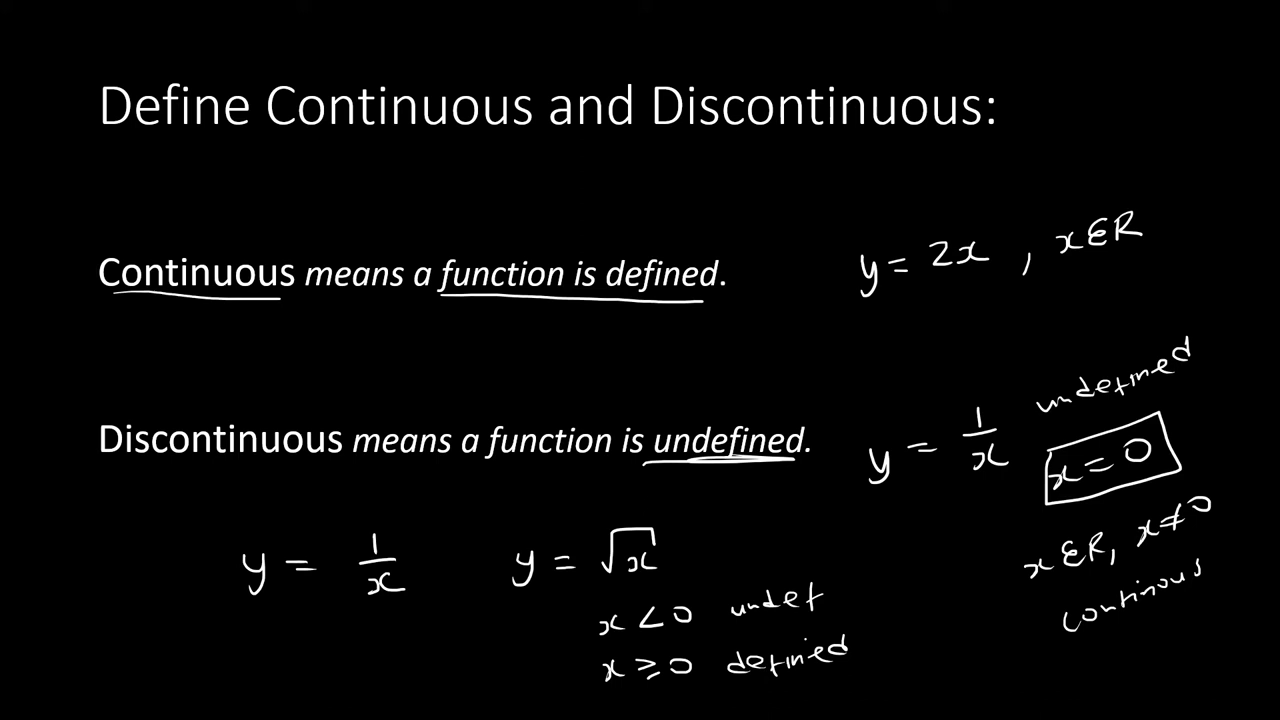 Define Continuous and Discontinuous:
Continuous means a function is defined.
y = 2x , x ∈ R
Discontinuous means a function is undefined.
y = 1/x undefined
x = 0
x ∈ R, x ≠ 0
continuous
y = 1/x
y = √x
x < 0 undef
x ≥ 0 defined